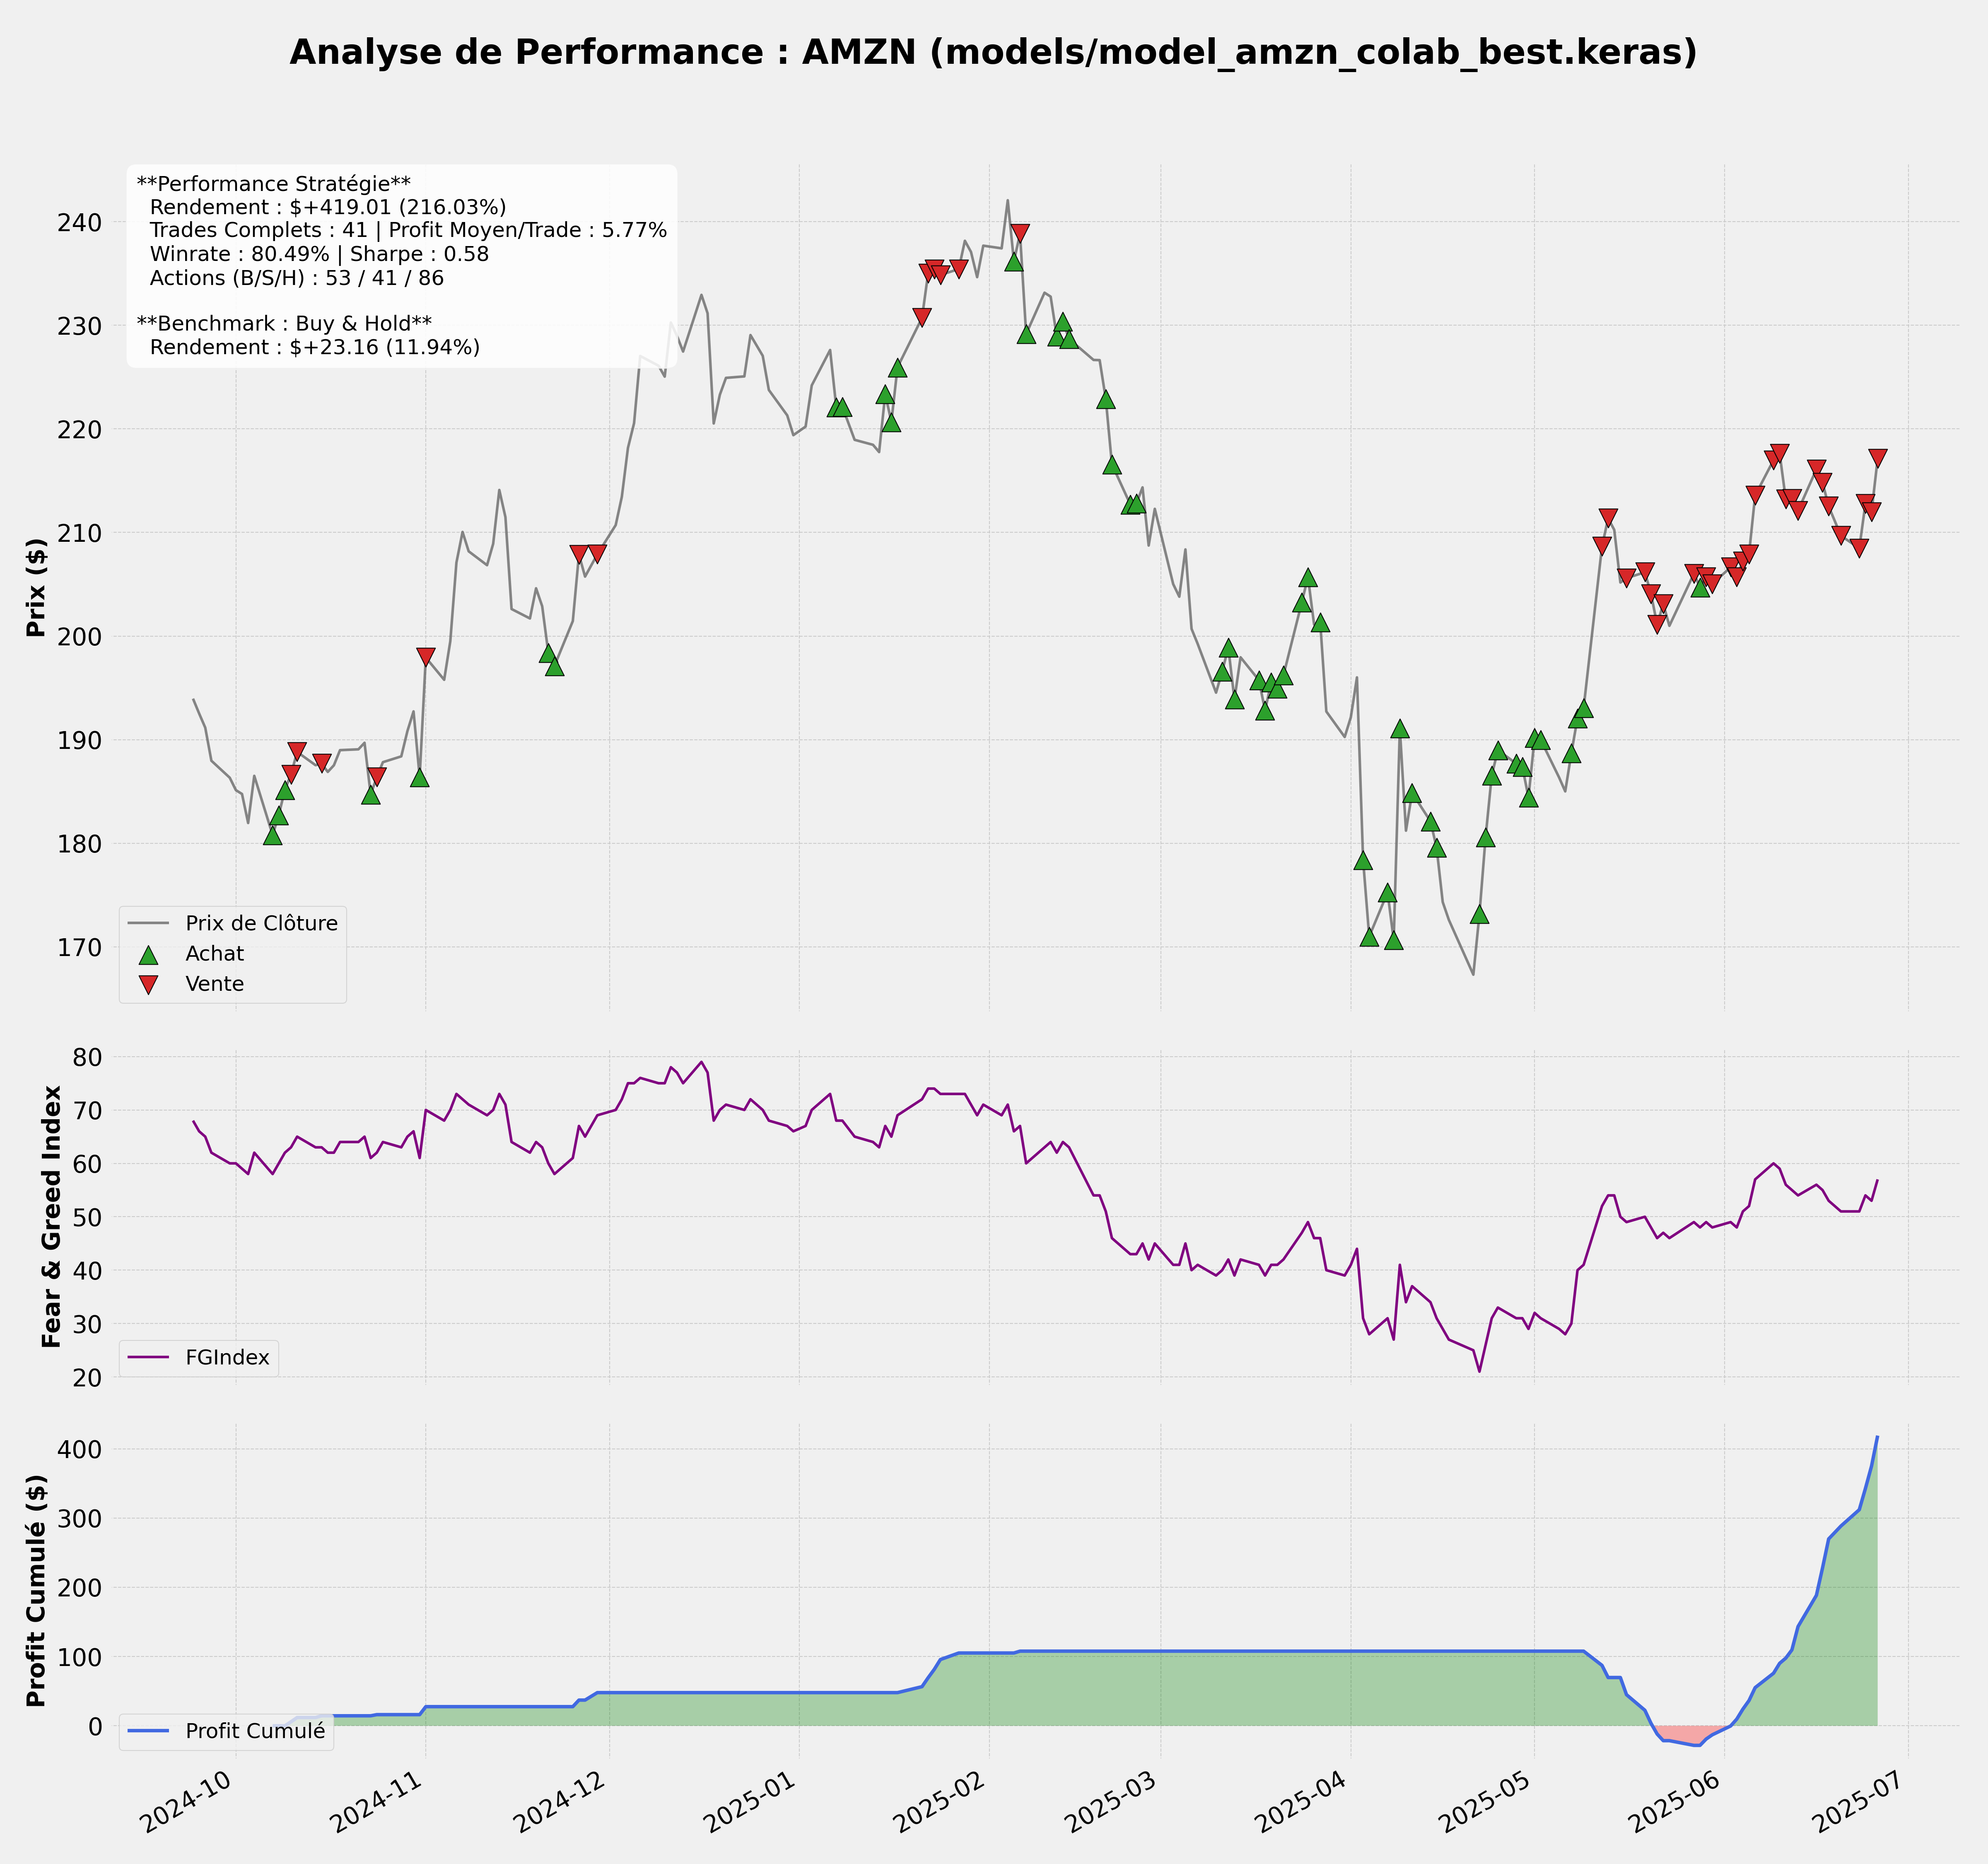 Analyse de Performance : AMZN (models/model_amzn_colab_best.keras)
**Performance Stratégie**
Rendement : $+419.01 (216.03%)
Trades Complets : 41 | Profit Moyen/Trade : 5.77%
Winrate : 80.49% | Sharpe : 0.58
Actions (B/S/H) : 53 / 41 / 86
**Benchmark : Buy & Hold**
Rendement : $+23.16 (11.94%)
Prix ($)
240
230
220
210
200
190
180
170
Prix de Clôture
Achat
Vente
Fear & Greed Index
80
70
60
50
40
30
20
FGIndex
Profit Cumulé ($)
400
300
200
100
0
Profit Cumulé
2024-10
2024-11
2024-12
2025-01
2025-02
2025-03
2025-04
2025-05
2025-06
2025-07